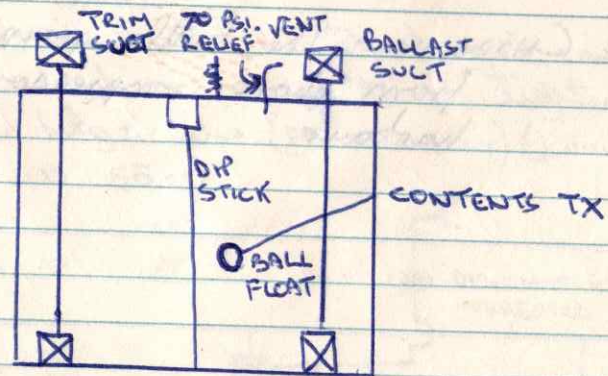 TRIM
SUCT
70 PSI. VENT
RELIEF
BALLAST
SUCT
DIP
STICK
CONTENTS TX
BALL
FLOAT